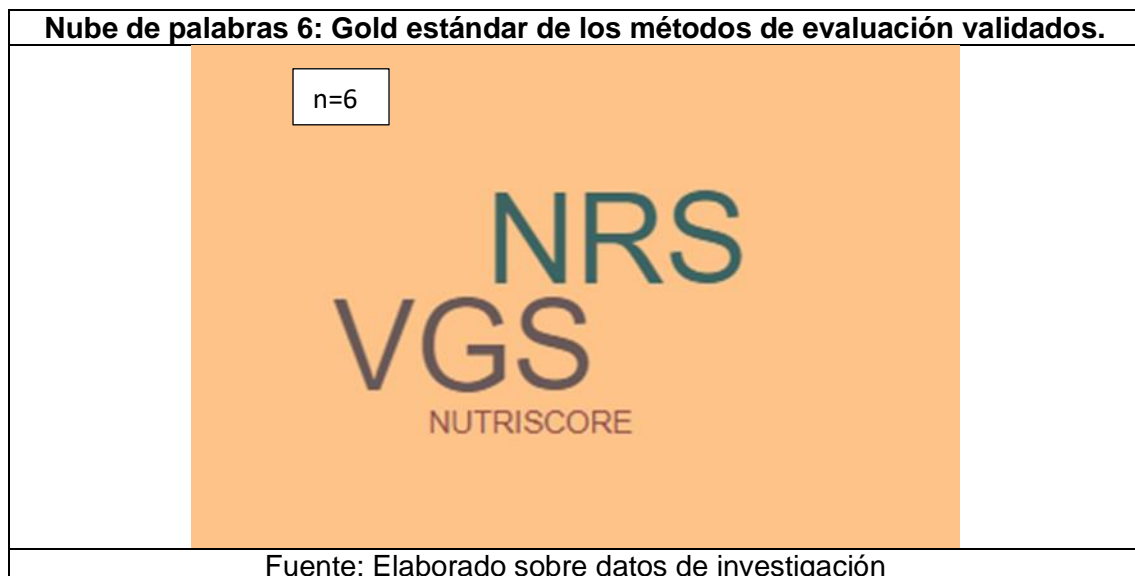 Nube de palabras 6: Gold estándar de los métodos de evaluación validados.
n=6
NRS
VGS
NUTRISCORE
Fuente: Elaborado sobre datos de investigación